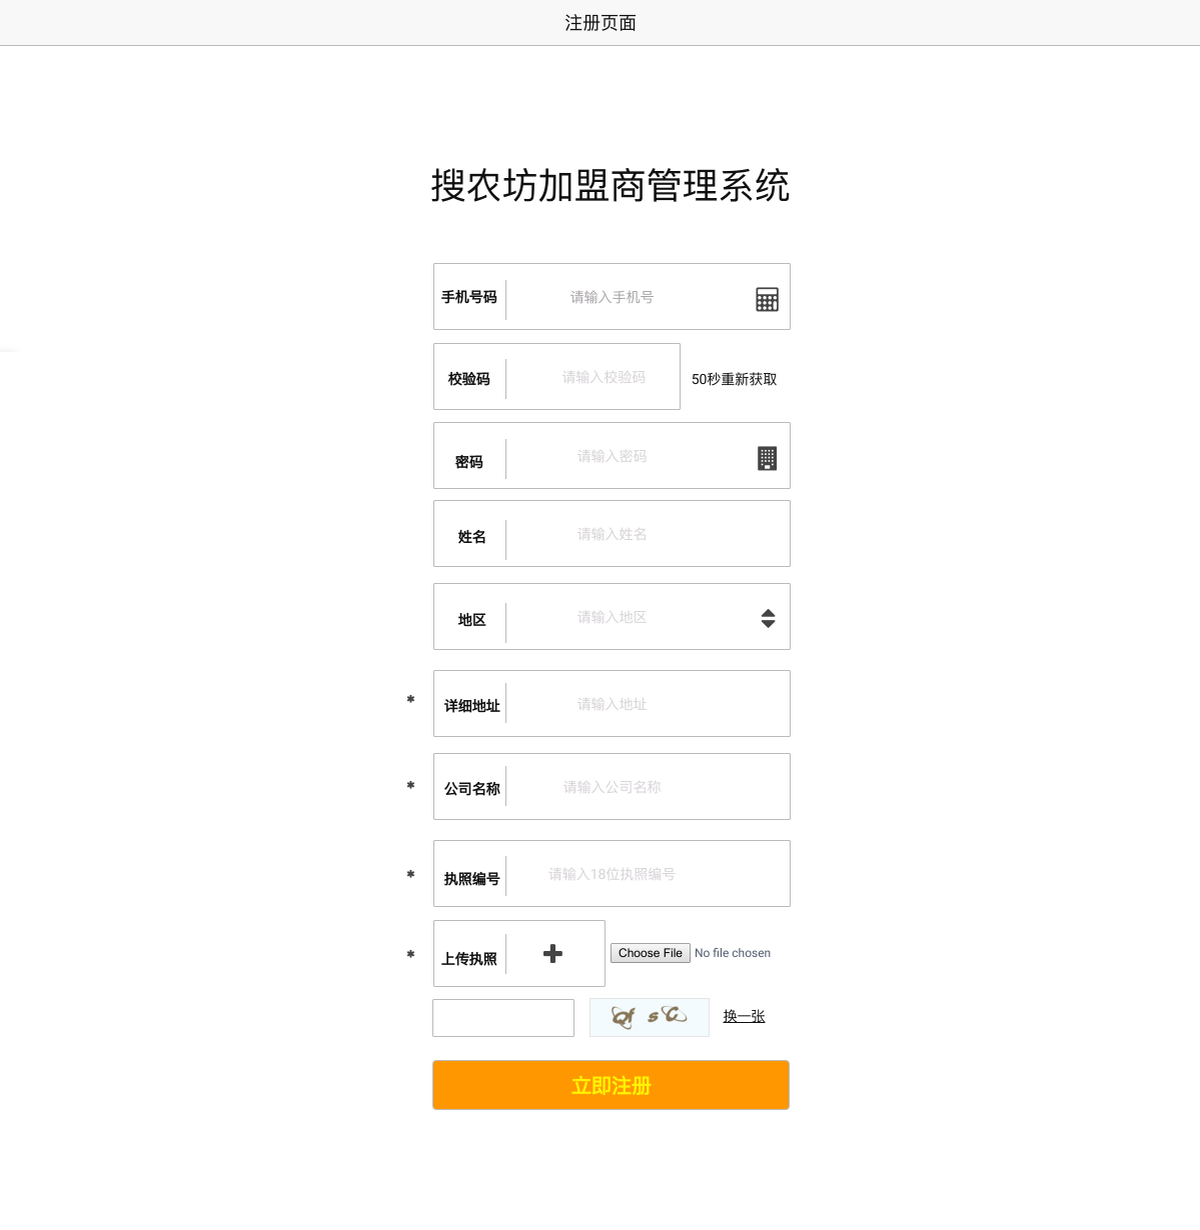 注册页面
搜农坊加盟商管理系统
手机号码 请输入手机号
校验码 请输入校验码 50秒重新获取
密码 请输入密码
姓名 请输入姓名
地区 请输入地区
* 详细地址 请输入地址
* 公司名称 请输入公司名称
* 执照编号 请输入18位执照编号
* 上传执照 Choose File No file chosen
Qf sC 换一张
立即注册